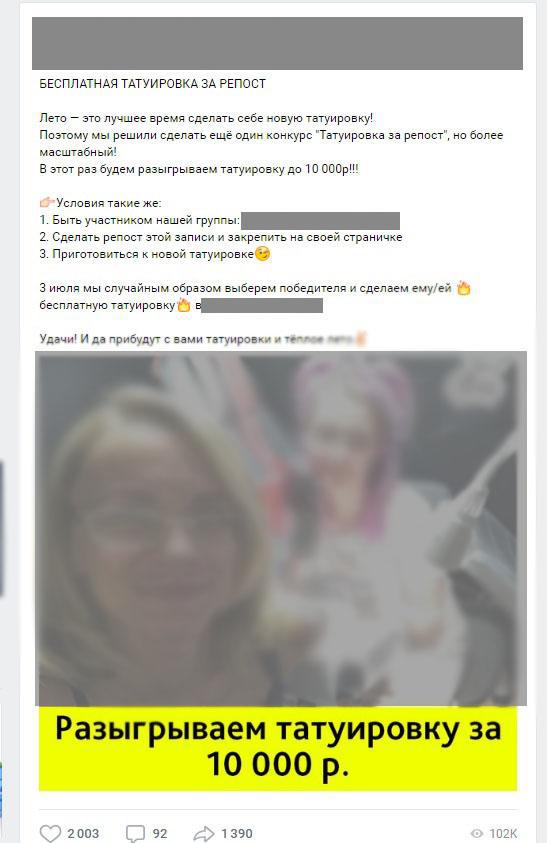 БЕСПЛАТНАЯ ТАТУИРОВКА ЗА РЕПОСТ
Лето — это лучшее время сделать себе новую татуировку!
Поэтому мы решили сделать ещё один конкурс "Татуировка за репост", но более
масштабный!
В этот раз будем разыгрываем татуировку до 10 000р!!!
👉Условия такие же:
1. Быть участником нашей группы:
2. Сделать репост этой записи и закрепить на своей страничке
3. Приготовиться к новой татуировке😏
3 июля мы случайным образом выберем победителя и сделаем ему/ей 🔥
бесплатную татуировку🔥 в
Удачи! И да прибудут с вами татуировки и тёплое лето
Разыгрываем татуировку за
10 000 р.
2 003 92 1 390 102K